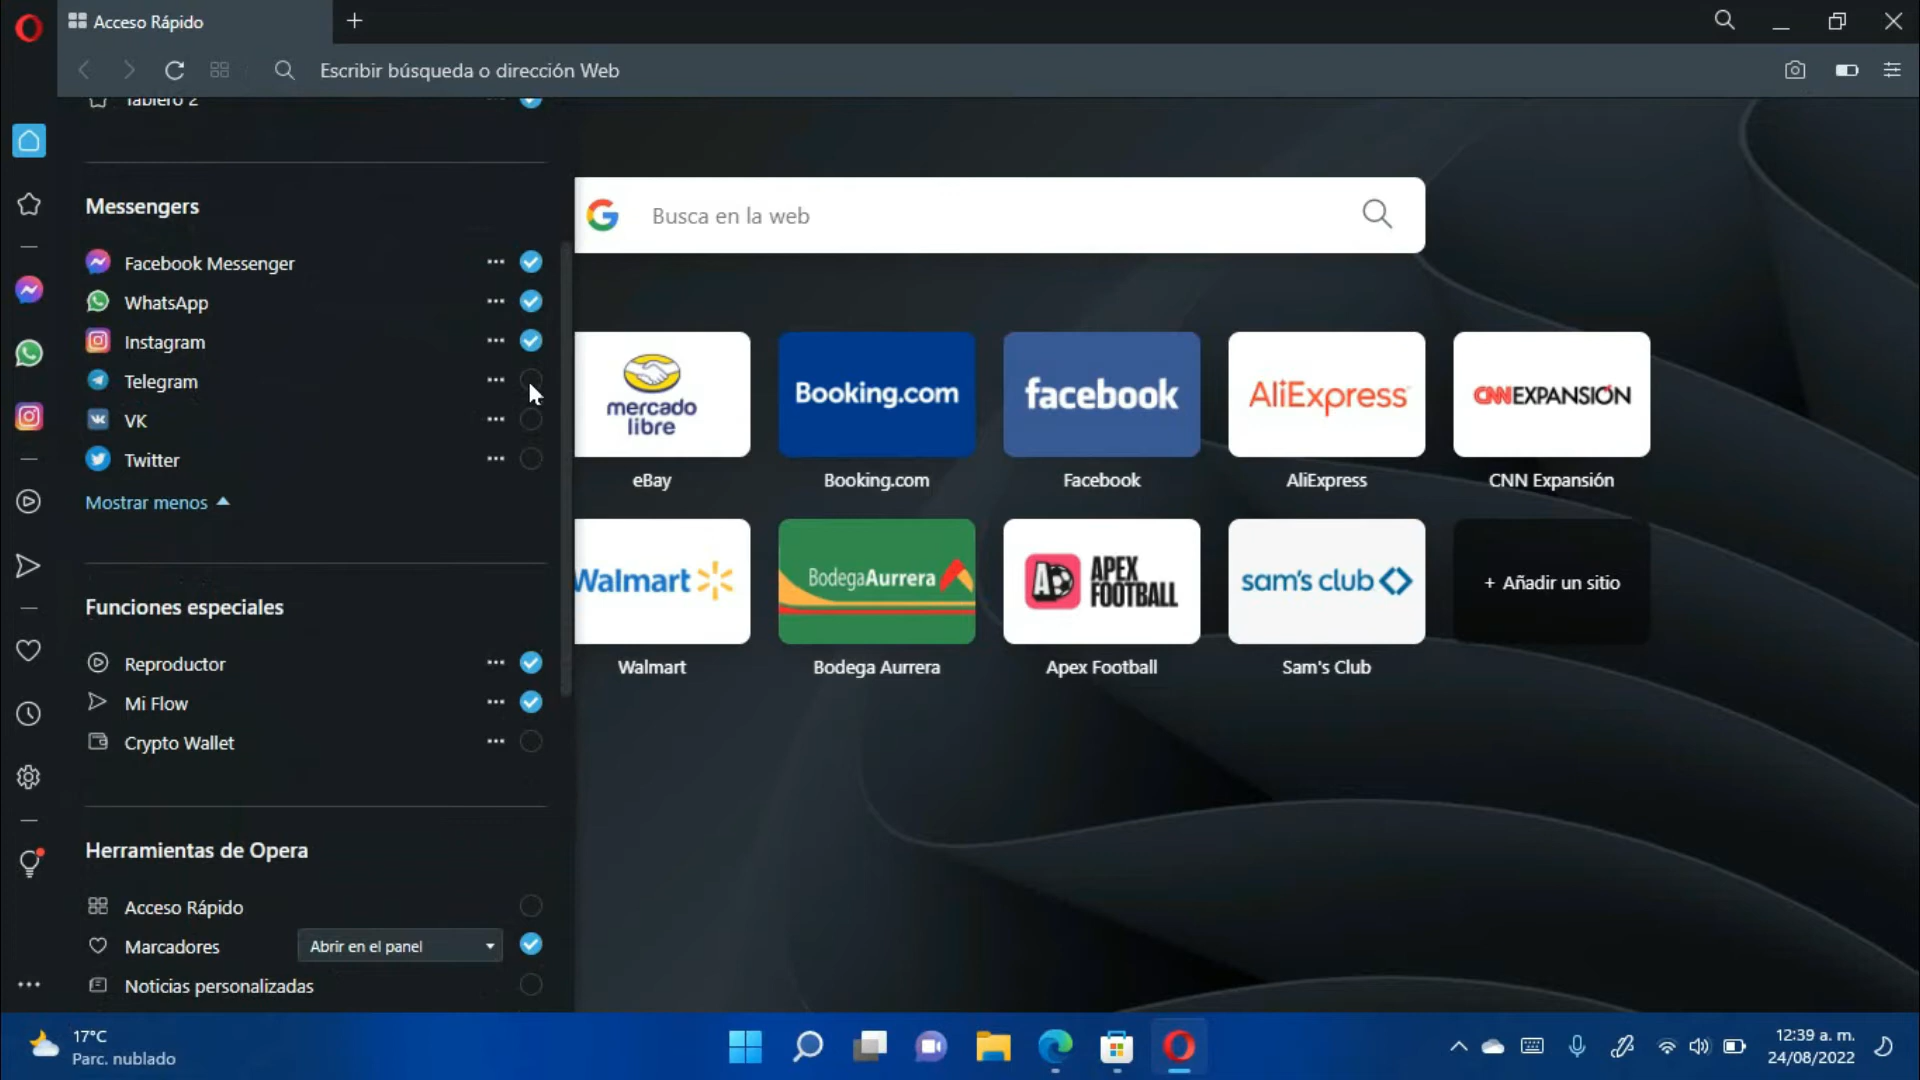 Acceso Rápido
Escribir búsqueda o dirección Web
Tablero 2
Messengers
Facebook Messenger
WhatsApp
Instagram
Telegram
VK
Twitter
Mostrar menos
Funciones especiales
Reproductor
Mi Flow
Crypto Wallet
Herramientas de Opera
Acceso Rápido
Marcadores
Abrir en el panel
Noticias personalizadas
Busca en la web
mercado
libre
eBay
Booking.com
Booking.com
facebook
Facebook
AliExpress
AliExpress
CNNEXPANSIÓN
CNN Expansión
Walmart
Walmart
BodegaAurrera
Bodega Aurrera
APEX
FOOTBALL
Apex Football
sam's club
Sam's Club
+ Añadir un sitio
17°C
Parc. nublado
12:39 a. m.
24/08/2022